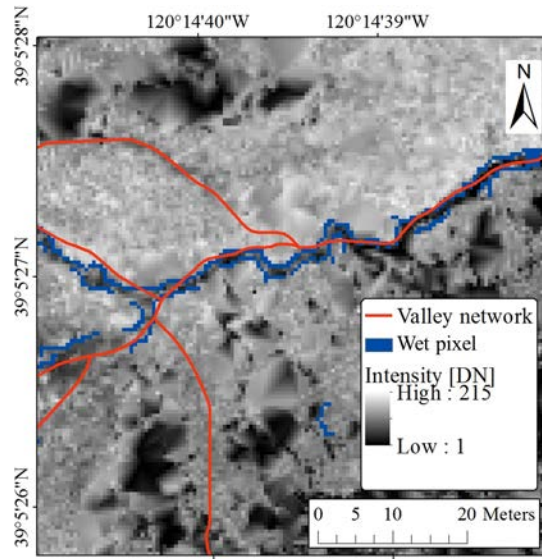 120°14'40"W 120°14'39"W
39°5'28"N
N
39°5'27"N
Valley network
Wet pixel
Intensity [DN]
High : 215
Low : 1
39°5'26"N
0 5 10 20 Meters